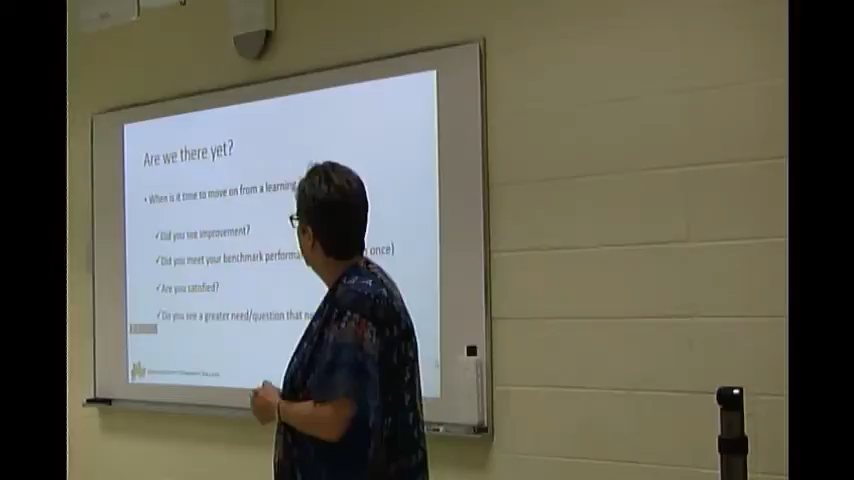 Are we there yet?
• When is it time to move on from a learning
✓ Did you see improvement?
✓ Did you meet your benchmark once)
✓ Are you satisfied?
✓ Do you see a greater need/question that